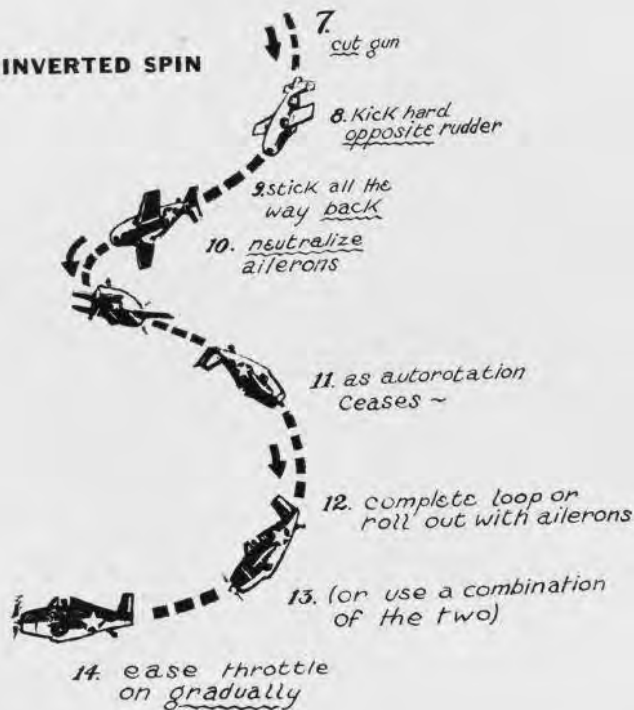 7.
cut gun
INVERTED SPIN
8. Kick hard
opposite rudder
9. stick all the
way back
10. neutralize
ailerons
11. as autorotation
ceases ~
12. complete loop or
roll out with ailerons
13. (or use a combination
of the two)
14. ease throttle
on gradually